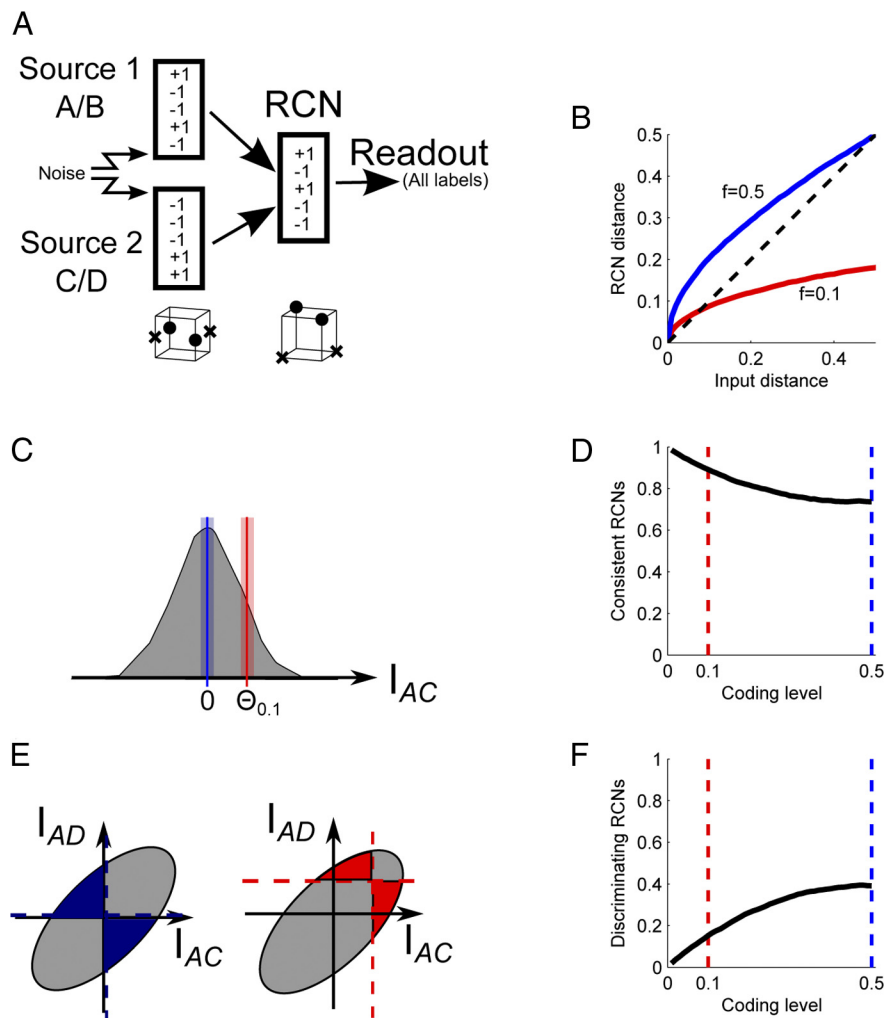 A
Source 1
A/B
+1
-1
-1
+1
-1
Noise
-1
-1
-1
+1
+1
Source 2
C/D
RCN
+1
-1
+1
-1
-1
Readout
(All labels)
B
RCN distance
0.5
0.4
0.3
0.2
0.1
0
f=0.5
f=0.1
0 0.2 0.4
Input distance
C
0 Θ0.1
IAC
D
Consistent RCNs
1
0.8
0.6
0.4
0.2
0
0 0.1 0.5
Coding level
E
IAD
IAC
IAD
IAC
F
Discriminating RCNs
1
0.8
0.6
0.4
0.2
0
0 0.1 0.5
Coding level